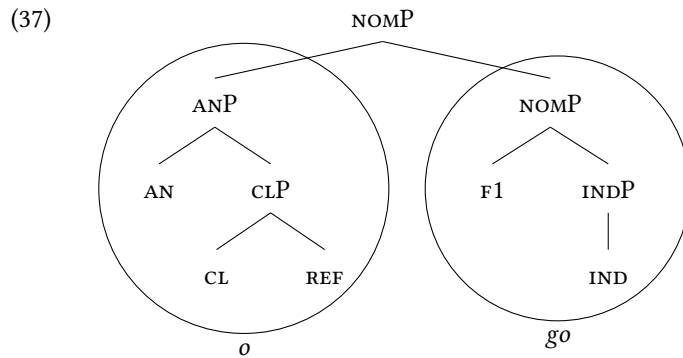 (37)
NOMP
ANP NOMP
AN CLP F1 INDP
CL REF IND
o go